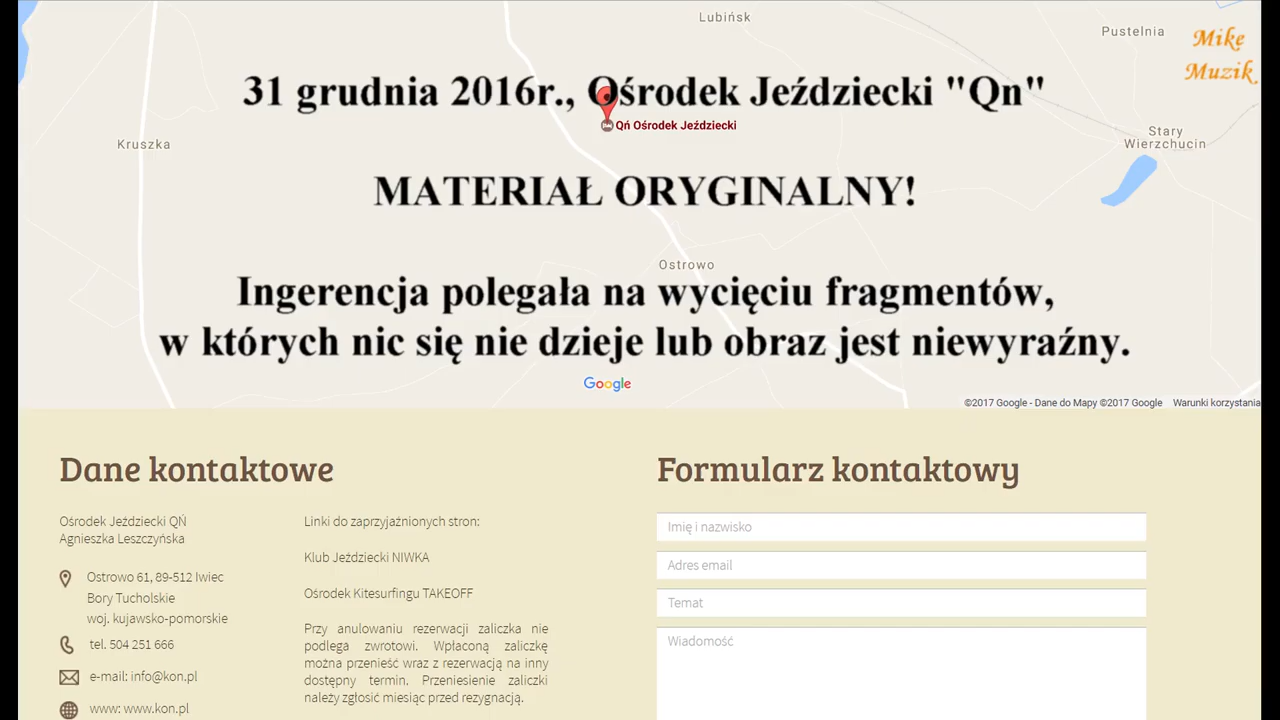 Lubińsk
Pustelnia
Mike
Muzik
31 grudnia 2016r., Ośrodek Jeździecki "Qn"
Qń Ośrodek Jeździecki
Kruszka
Stary
Wierzchucin
MATERIAŁ ORYGINALNY!
Ostrowo
Ingerencja polegała na wycięciu fragmentów,
w których nic się nie dzieje lub obraz jest niewyraźny.
Google
©2017 Google - Dane do Mapy ©2017 Google Warunki korzystania
Dane kontaktowe
Ośrodek Jeździecki QŃ
Agnieszka Leszczyńska
Ostrowo 61, 89-512 Iwiec
Bory Tucholskie
woj. kujawsko-pomorskie
tel. 504 251 666
e-mail: info@kon.pl
www: www.kon.pl
Linki do zaprzyjaźnionych stron:
Klub Jeździecki NIWKA
Ośrodek Kitesurfingu TAKEOFF
Przy anulowaniu rezerwacji zaliczka nie
podlega zwrotowi. Wpłaconą zaliczkę
można przenieść wraz z rezerwacją na inny
dostępny termin. Przeniesienie zaliczki
należy zgłosić miesiąc przed rezygnacją.
Formularz kontaktowy
Imię i nazwisko
Adres email
Temat
Wiadomość